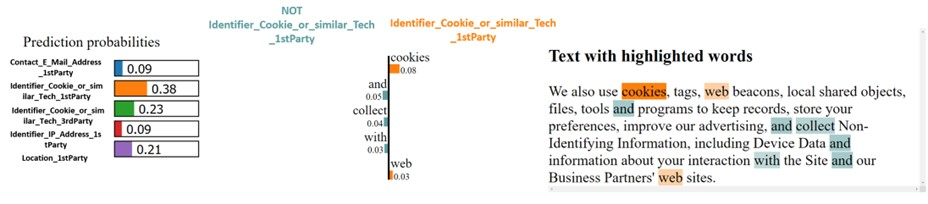 Prediction probabilities
Contact_E_Mail_Address
_1stParty
0.09
Identifier_Cookie_or_simi
lar_Tech_1stParty
0.38
Identifier_Cookie_or_simi
lar_Tech_3rdParty
0.23
Identifier_IP_Address_1s
tParty
0.09
Location_1stParty
0.21
NOT
Identifier_Cookie_or_similar_Tech
_1stParty
Identifier_Cookie_or_similar_Tech
_1stParty
cookies
0.08
and
0.05
collect
0.04
with
0.03
web
0.03
Text with highlighted words
We also use cookies, tags, web beacons, local shared objects,
files, tools and programs to keep records, store your
preferences, improve our advertising, and collect Non-
Identifying Information, including Device Data and
information about your interaction with the Site and our
Business Partners' web sites.